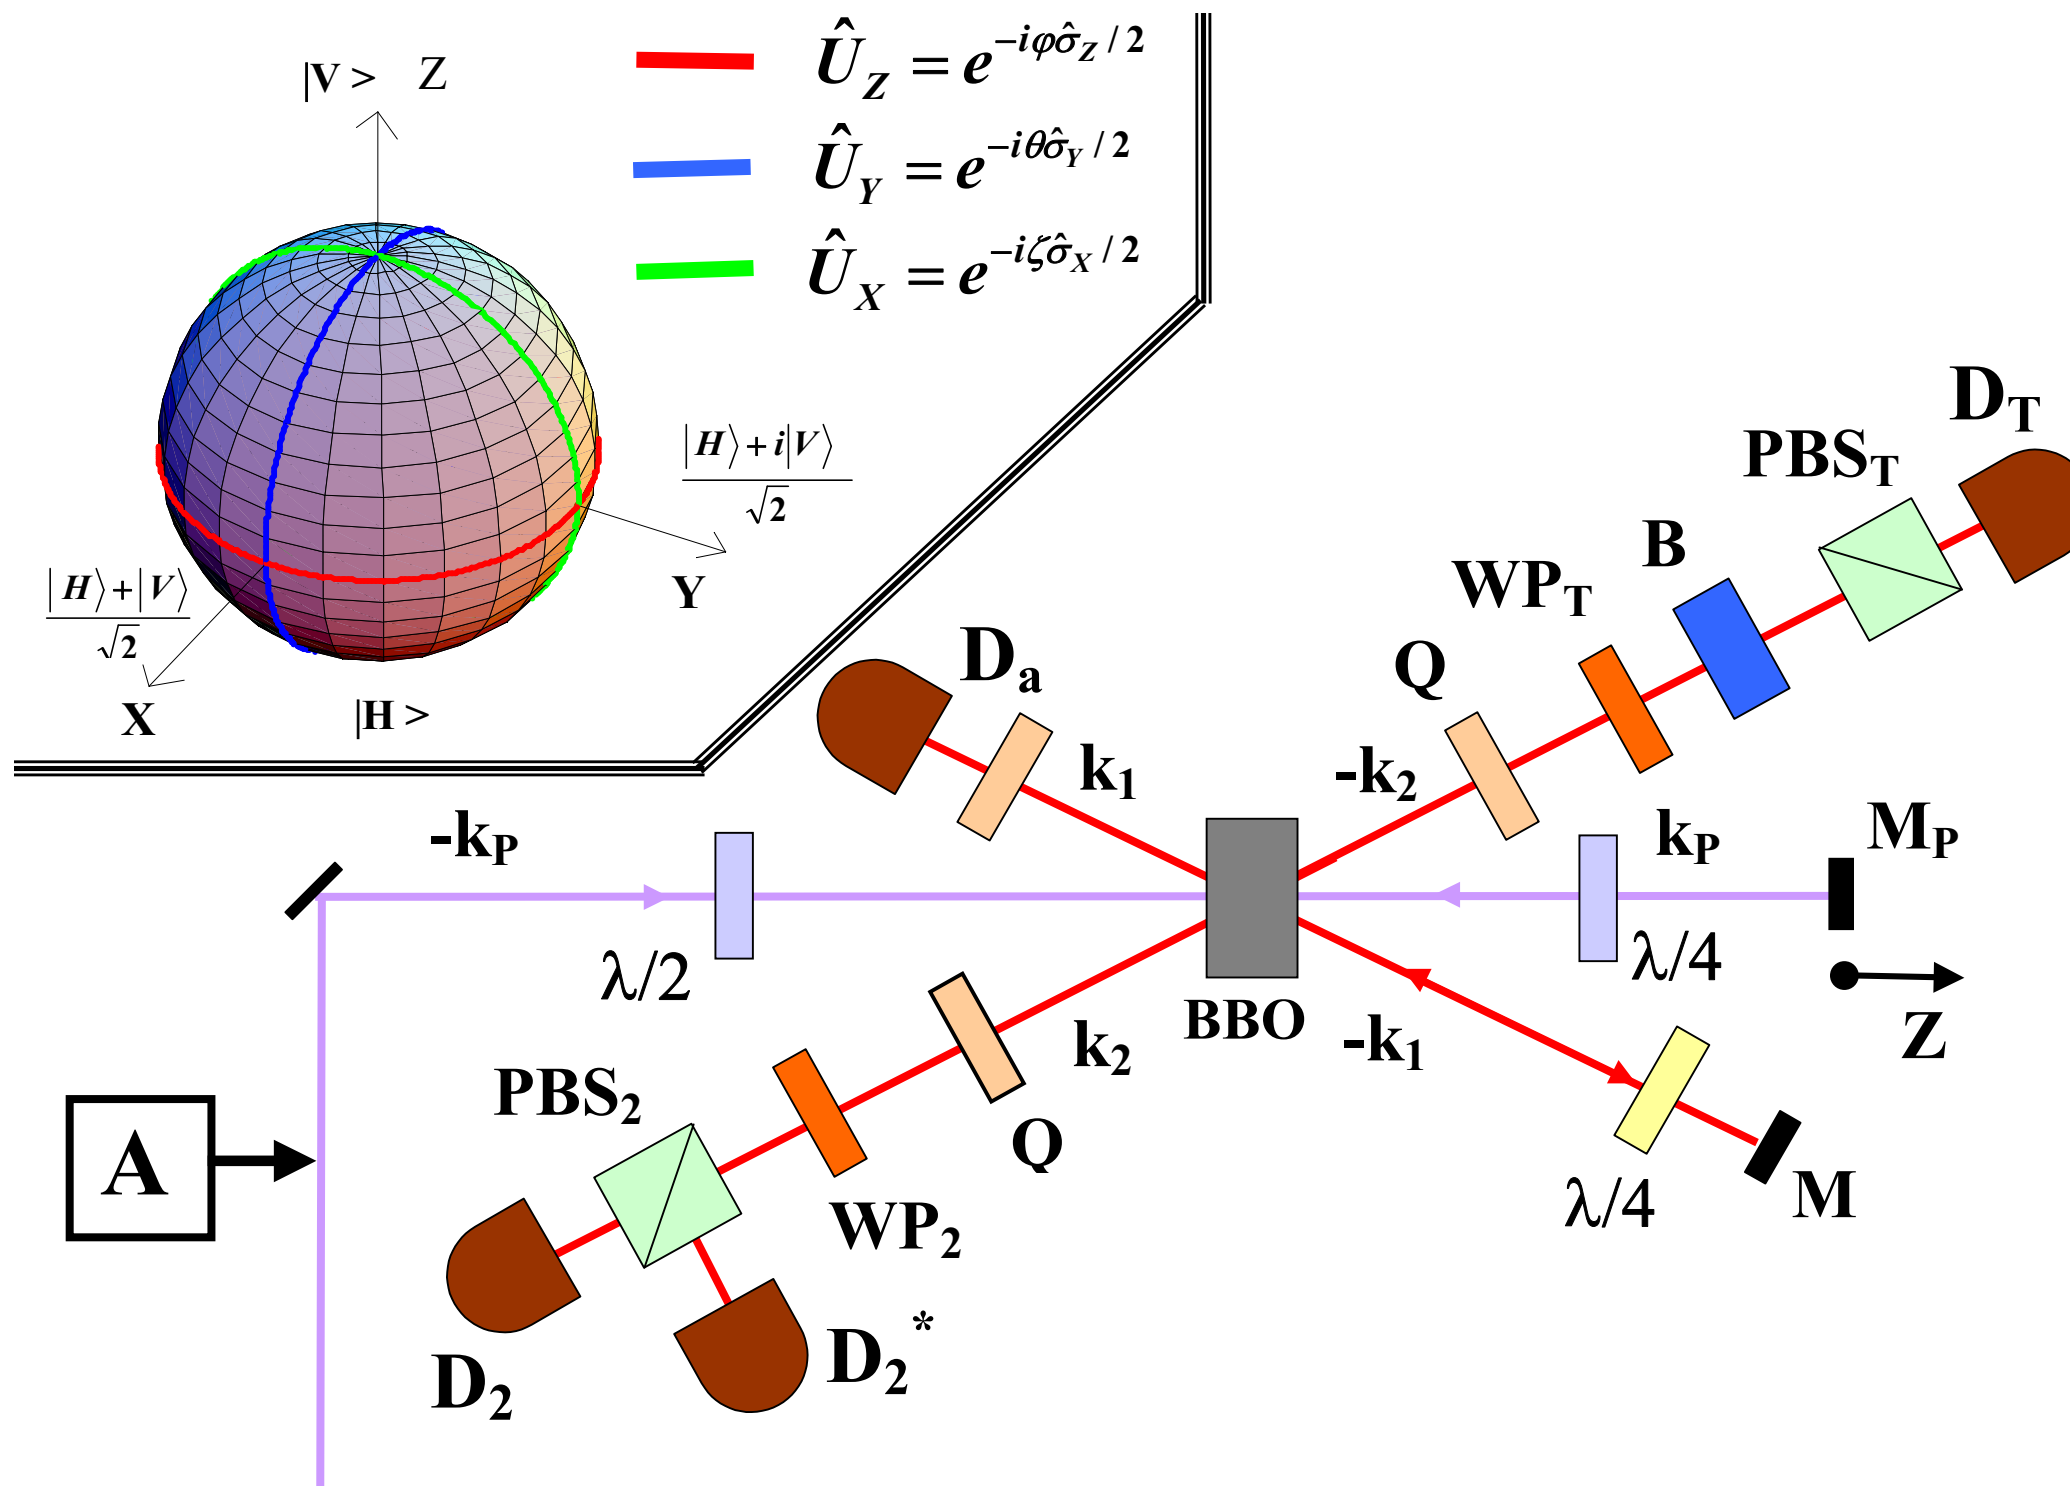 |V > Z
Û_Z = e^{-iφσ̂_Z / 2}
Û_Y = e^{-iθσ̂_Y / 2}
Û_X = e^{-iζσ̂_X / 2}
|H⟩+i|V⟩
√2
Y
|H⟩+|V⟩
√2
X
|H >
D_T
PBS_T
B
WP_T
Q
D_a
k_1
-k_2
-k_P
k_P
M_P
λ/2
λ/4
BBO
Z
k_2
-k_1
PBS_2
Q
A
WP_2
λ/4
M
D_2
D_2^*